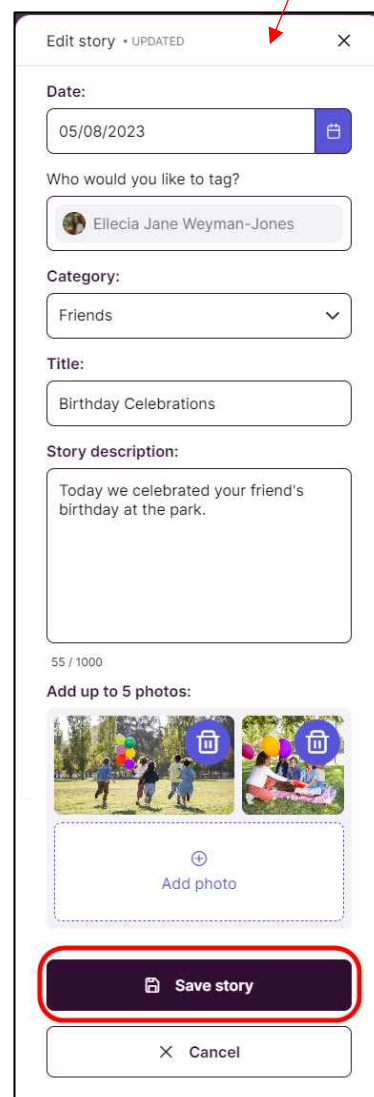 Edit story • UPDATED
Date:
05/08/2023
Who would you like to tag?
Ellecia Jane Weyman-Jones
Category:
Friends
Title:
Birthday Celebrations
Story description:
Today we celebrated your friend's
birthday at the park.
55 / 1000
Add up to 5 photos:
Add photo
Save story
Cancel